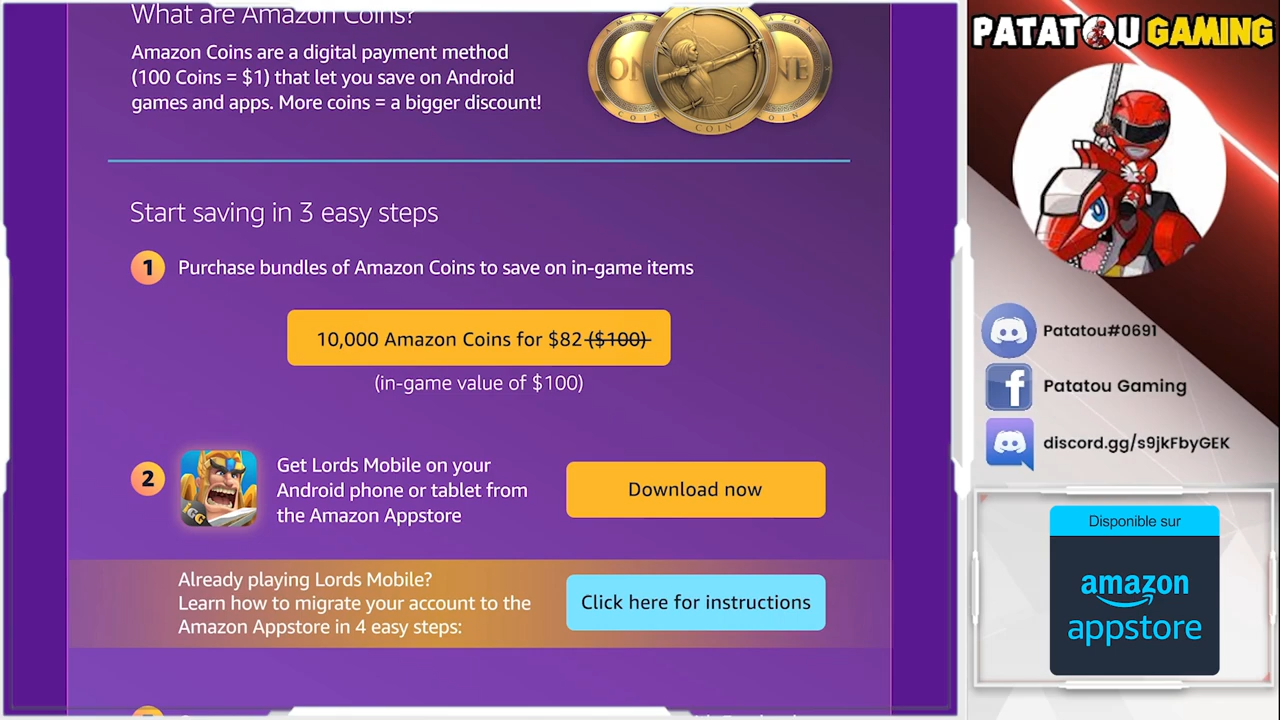 What are Amazon Coins?
Amazon Coins are a digital payment method
(100 Coins = $1) that let you save on Android
games and apps. More coins = a bigger discount!
COIN
COIN
COIN
Start saving in 3 easy steps
1
Purchase bundles of Amazon Coins to save on in-game items
10,000 Amazon Coins for $82 ($100)
(in-game value of $100)
2
IGG
Get Lords Mobile on your
Android phone or tablet from
the Amazon Appstore
Download now
Already playing Lords Mobile?
Learn how to migrate your account to the
Amazon Appstore in 4 easy steps:
Click here for instructions
PATATOU GAMING
Patatou#0691
Patatou Gaming
discord.gg/s9jkFbyGEK
Disponible sur
amazon
appstore